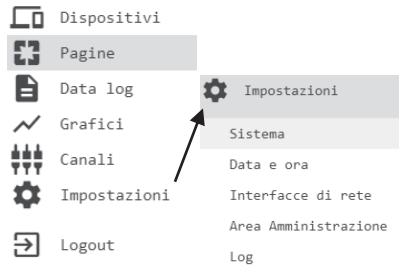 Dispositivi
Pagine
Data log
Grafici
Canali
Impostazioni
Logout
Impostazioni
Sistema
Data e ora
Interfacce di rete
Area Amministrazione
Log